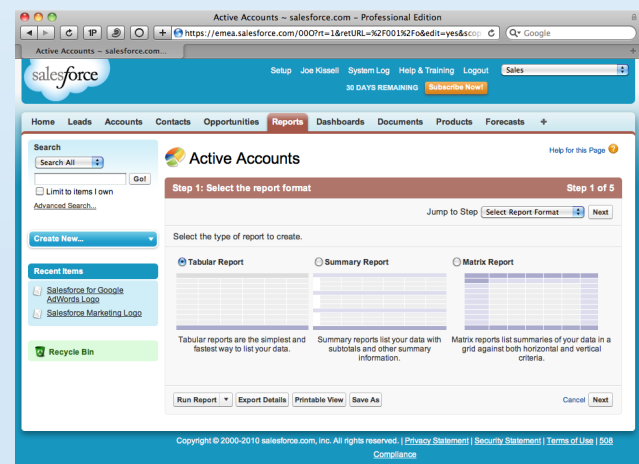 Active Accounts ~ salesforce.com – Professional Edition
1P
https://emea.salesforce.com/00O?rt=1&retURL=%2F001%2Fo&edit=yes&scop
Google
Active Accounts ~ salesforce.com...
salesforce
Setup Joe Kissell System Log Help & Training Logout Sales
30 DAYS REMAINING Subscribe Now!
Home Leads Accounts Contacts Opportunities Reports Dashboards Documents Products Forecasts +
Search
Search All
Go!
Limit to items I own
Advanced Search...
Create New...
Recent Items
Salesforce for Google
AdWords Logo
Salesforce Marketing Logo
Recycle Bin
Active Accounts
Help for this Page ?
Step 1: Select the report format Step 1 of 5
Jump to Step Select Report Format Next
Select the type of report to create.
Tabular Report Summary Report Matrix Report
Tabular reports are the simplest and
fastest way to list your data.
Summary reports list your data with
subtotals and other summary
information.
Matrix reports list summaries of your data in a
grid against both horizontal and vertical
criteria.
Run Report Export Details Printable View Save As Cancel Next
Copyright © 2000-2010 salesforce.com, inc. All rights reserved. | Privacy Statement | Security Statement | Terms of Use | 508
Compliance